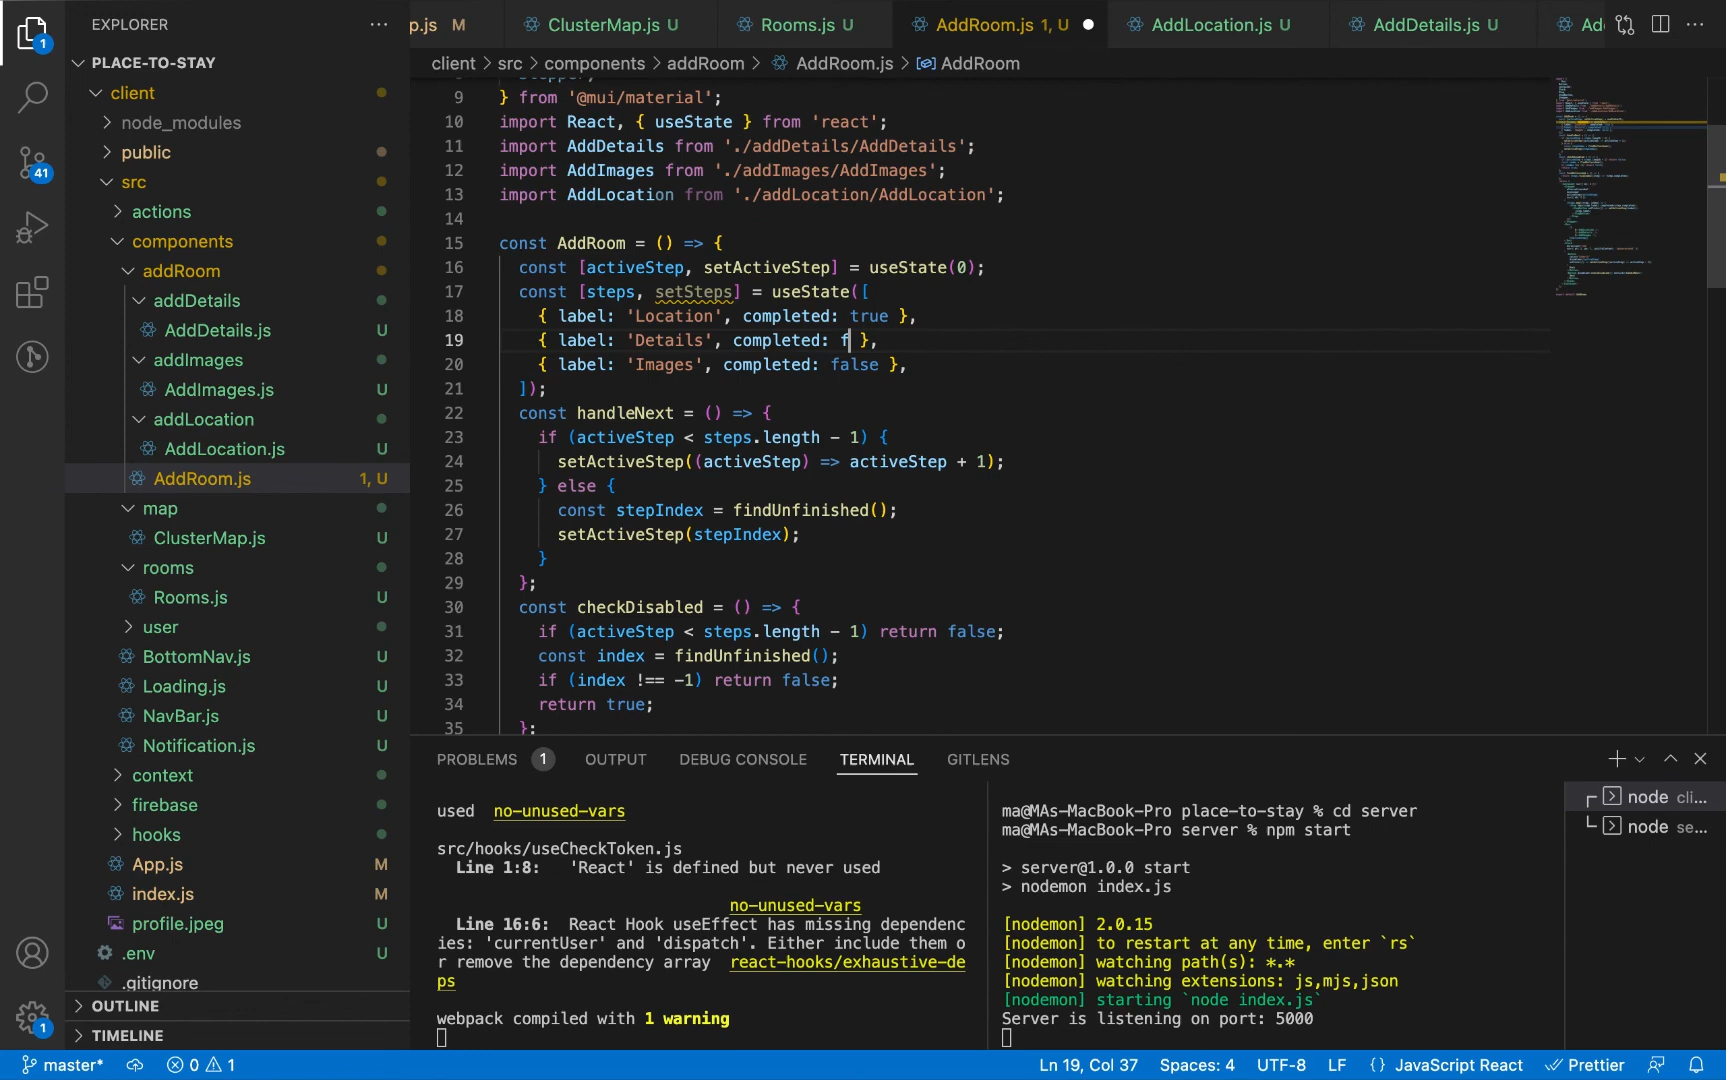 EXPLORER
PLACE-TO-STAY
client
node_modules
public
src
actions
components
addRoom
addDetails
AddDetails.js U
addImages
AddImages.js U
addLocation
AddLocation.js U
AddRoom.js 1, U
map
ClusterMap.js U
rooms
Rooms.js U
user
BottomNav.js U
Loading.js U
NavBar.js U
Notification.js U
context
firebase
hooks
App.js M
index.js M
profile.jpeg U
.env U
.gitignore
OUTLINE
TIMELINE
1
41
1
p.js M
ClusterMap.js U
Rooms.js U
AddRoom.js 1, U
AddLocation.js U
AddDetails.js U
client > src > components > addRoom > AddRoom.js > AddRoom
9 } from '@mui/material';
10 import React, { useState } from 'react';
11 import AddDetails from './addDetails/AddDetails';
12 import AddImages from './addImages/AddImages';
13 import AddLocation from './addLocation/AddLocation';
14
15 const AddRoom = () => {
16 const [activeStep, setActiveStep] = useState(0);
17 const [steps, setSteps] = useState([
18 { label: 'Location', completed: true },
19 { label: 'Details', completed: f },
20 { label: 'Images', completed: false },
21 ]);
22 const handleNext = () => {
23 if (activeStep < steps.length - 1) {
24 setActiveStep((activeStep) => activeStep + 1);
25 } else {
26 const stepIndex = findUnfinished();
27 setActiveStep(stepIndex);
28 }
29 };
30 const checkDisabled = () => {
31 if (activeStep < steps.length - 1) return false;
32 const index = findUnfinished();
33 if (index !== -1) return false;
34 return true;
35 };
PROBLEMS 1 OUTPUT DEBUG CONSOLE TERMINAL GITLENS
used no-unused-vars
src/hooks/useCheckToken.js
Line 1:8: 'React' is defined but never used
no-unused-vars
Line 16:6: React Hook useEffect has missing dependenc
ies: 'currentUser' and 'dispatch'. Either include them o
r remove the dependency array react-hooks/exhaustive-de
ps
webpack compiled with 1 warning
ma@MAs-MacBook-Pro place-to-stay % cd server
ma@MAs-MacBook-Pro server % npm start
> server@1.0.0 start
> nodemon index.js
[nodemon] 2.0.15
[nodemon] to restart at any time, enter `rs`
[nodemon] watching path(s): *.*
[nodemon] watching extensions: js,mjs,json
[nodemon] starting `node index.js`
Server is listening on port: 5000
node cli...
node se...
master* 0 1 Ln 19, Col 37 Spaces: 4 UTF-8 LF {} JavaScript React Prettier